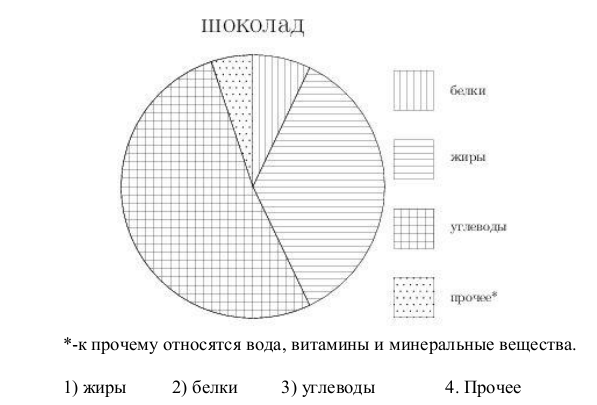 шоколад
белки
жиры
углеводы
прочее*
*-к прочему относятся вода, витамины и минеральные вещества.
1) жиры 2) белки 3) углеводы 4. Прочее